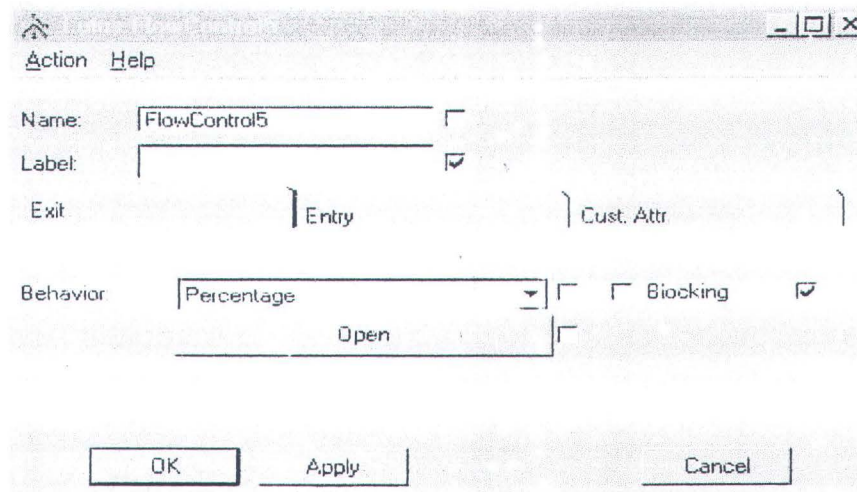 Action Help
Name: FlowControl5
Label:
Exit Entry Cust. Attr.
Behavior: Percentage Blocking
Open
OK Apply Cancel